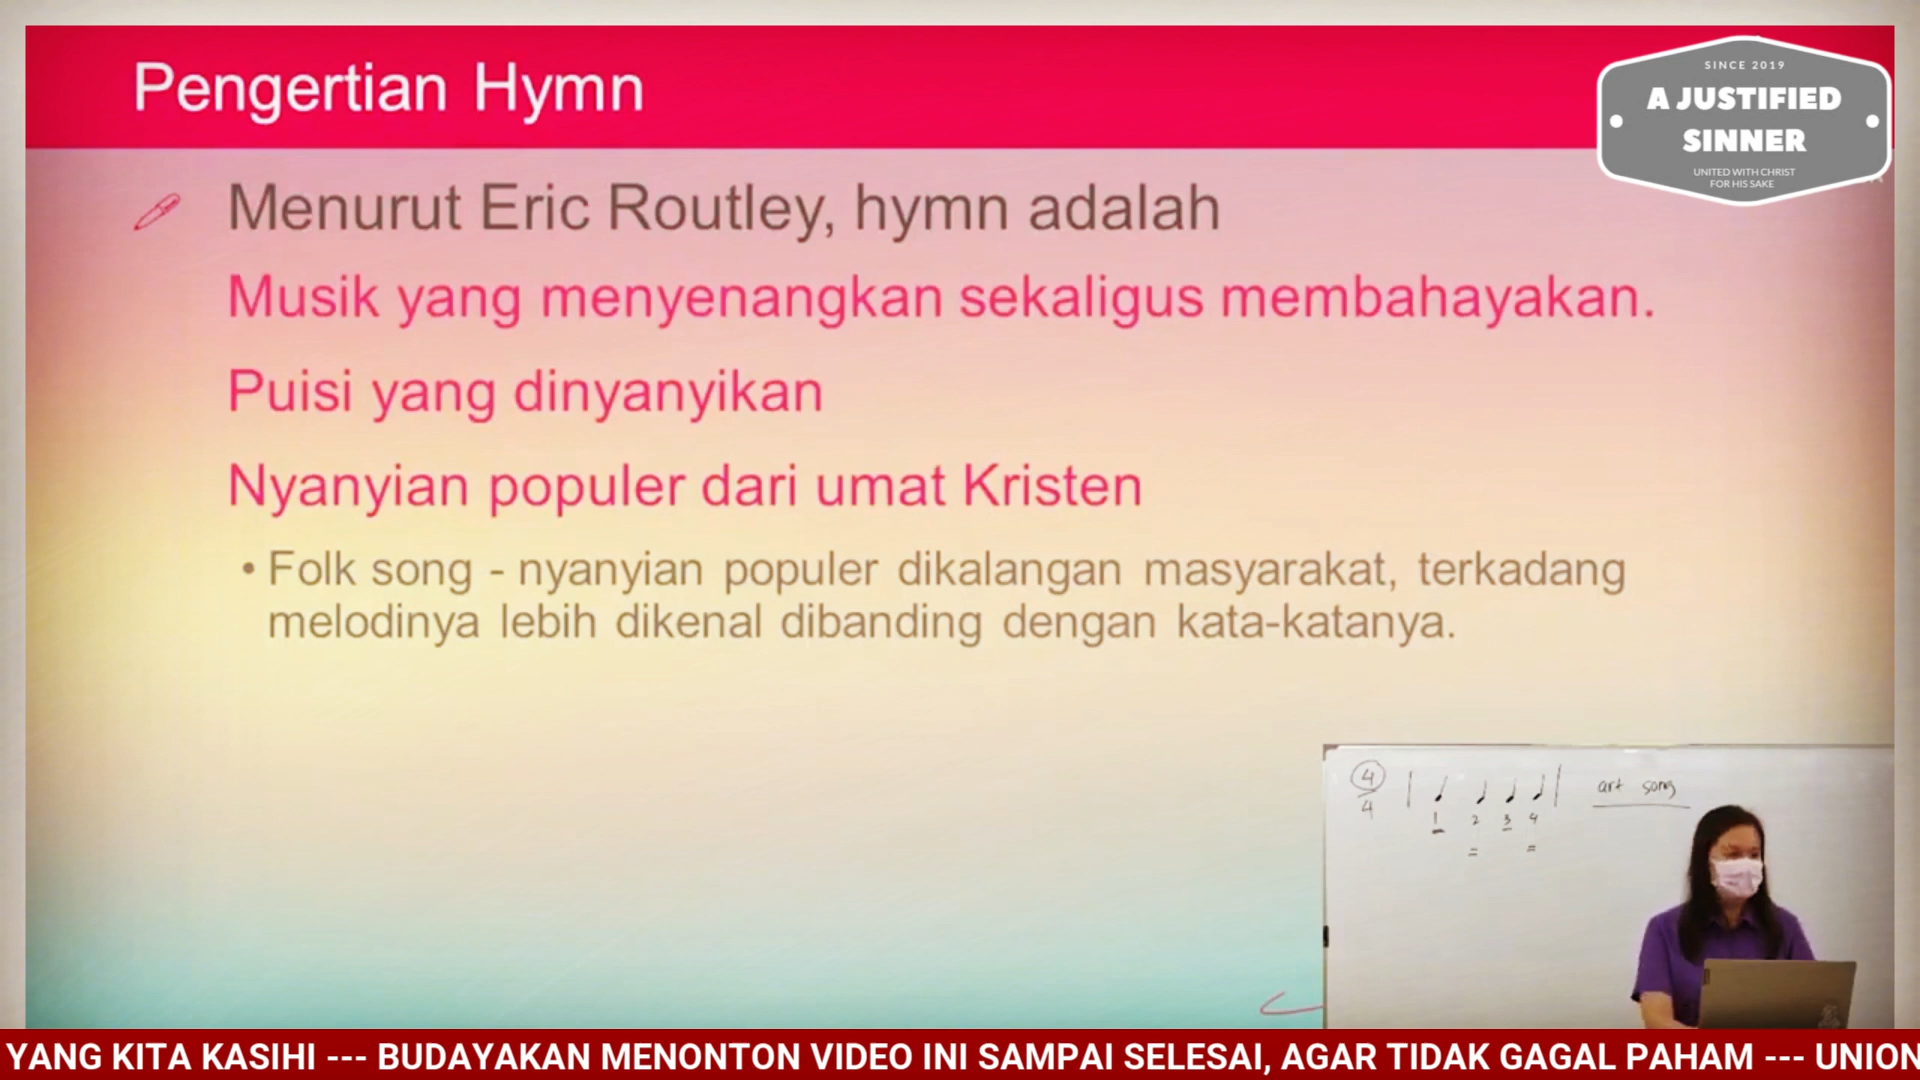 Pengertian Hymn
SINCE 2019
A JUSTIFIED
SINNER
UNITED WITH CHRIST
FOR HIS SAKE
Menurut Eric Routley, hymn adalah
Musik yang menyenangkan sekaligus membahayakan.
Puisi yang dinyanyikan
Nyanyian populer dari umat Kristen
• Folk song - nyanyian populer dikalangan masyarakat, terkadang
melodinya lebih dikenal dibanding dengan kata-katanya.
4
4
art song
1 2 3 4
= =
YANG KITA KASIHI --- BUDAYAKAN MENONTON VIDEO INI SAMPAI SELESAI, AGAR TIDAK GAGAL PAHAM --- UNION